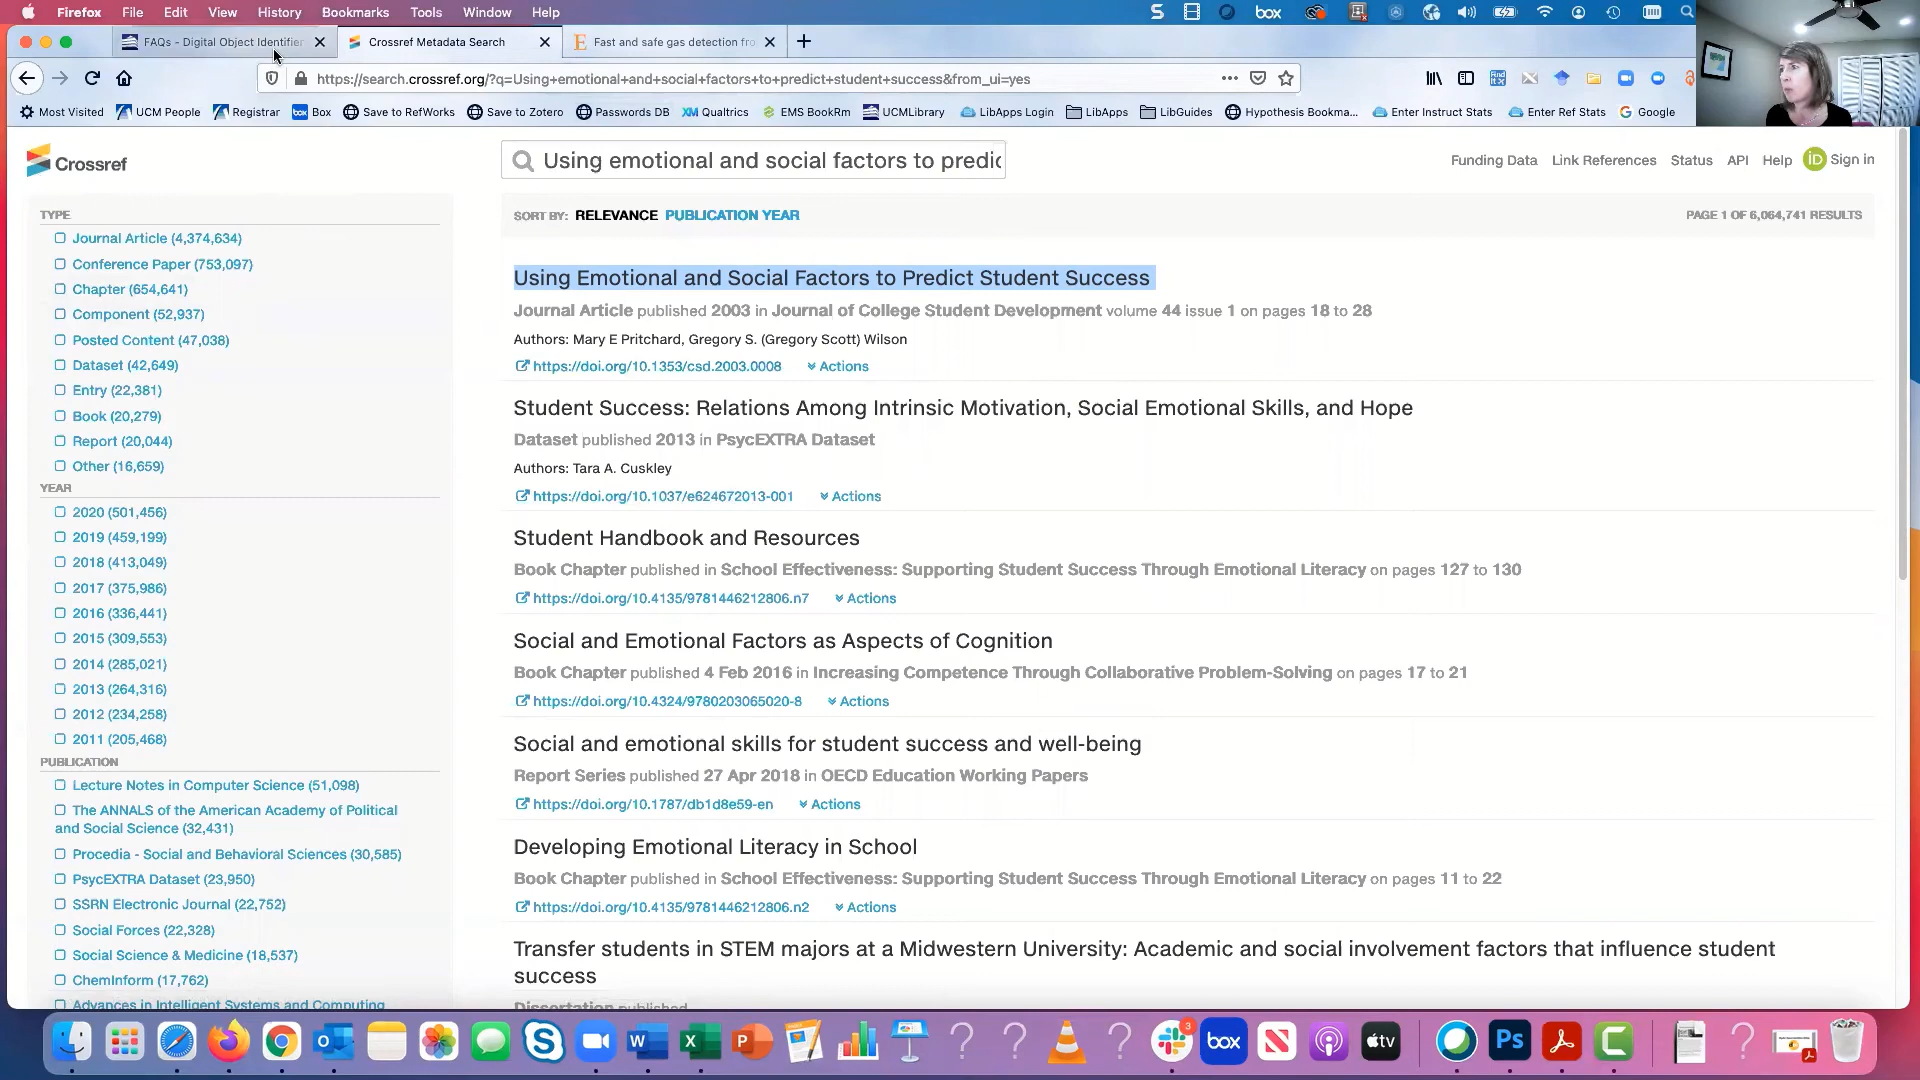 Firefox File Edit View History Bookmarks Tools Window Help
box
FAQs - Digital Object Identifier
Crossref Metadata Search
Fast and safe gas detection fro
https://search.crossref.org/?q=Using+emotional+and+social+factors+to+predict+student+success&from_ui=yes
Most Visited UCM People Registrar Box Save to RefWorks Save to Zotero Passwords DB XM Qualtrics EMS BookRm UCMLibrary LibApps Login LibApps LibGuides Hypothesis Bookma... Enter Instruct Stats Enter Ref Stats Google
Crossref
Using emotional and social factors to predic
Funding Data Link References Status API Help iD Sign in
TYPE
Journal Article (4,374,634)
Conference Paper (753,097)
Chapter (654,641)
Component (52,937)
Posted Content (47,038)
Dataset (42,649)
Entry (22,381)
Book (20,279)
Report (20,044)
Other (16,659)
YEAR
2020 (501,456)
2019 (459,199)
2018 (413,049)
2017 (375,986)
2016 (336,441)
2015 (309,553)
2014 (285,021)
2013 (264,316)
2012 (234,258)
2011 (205,468)
PUBLICATION
Lecture Notes in Computer Science (51,098)
The ANNALS of the American Academy of Political
and Social Science (32,431)
Procedia - Social and Behavioral Sciences (30,585)
PsycEXTRA Dataset (23,950)
SSRN Electronic Journal (22,752)
Social Forces (22,328)
Social Science & Medicine (18,537)
ChemInform (17,762)
Advances in Intelligent Systems and Computing
SORT BY: RELEVANCE PUBLICATION YEAR
PAGE 1 OF 6,064,741 RESULTS
Using Emotional and Social Factors to Predict Student Success
Journal Article published 2003 in Journal of College Student Development volume 44 issue 1 on pages 18 to 28
Authors: Mary E Pritchard, Gregory S. (Gregory Scott) Wilson
https://doi.org/10.1353/csd.2003.0008 Actions
Student Success: Relations Among Intrinsic Motivation, Social Emotional Skills, and Hope
Dataset published 2013 in PsycEXTRA Dataset
Authors: Tara A. Cuskley
https://doi.org/10.1037/e624672013-001 Actions
Student Handbook and Resources
Book Chapter published in School Effectiveness: Supporting Student Success Through Emotional Literacy on pages 127 to 130
https://doi.org/10.4135/9781446212806.n7 Actions
Social and Emotional Factors as Aspects of Cognition
Book Chapter published 4 Feb 2016 in Increasing Competence Through Collaborative Problem-Solving on pages 17 to 21
https://doi.org/10.4324/9780203065020-8 Actions
Social and emotional skills for student success and well-being
Report Series published 27 Apr 2018 in OECD Education Working Papers
https://doi.org/10.1787/db1d8e59-en Actions
Developing Emotional Literacy in School
Book Chapter published in School Effectiveness: Supporting Student Success Through Emotional Literacy on pages 11 to 22
https://doi.org/10.4135/9781446212806.n2 Actions
Transfer students in STEM majors at a Midwestern University: Academic and social involvement factors that influence student
success
Dissertation published
3
box
tv
Ps